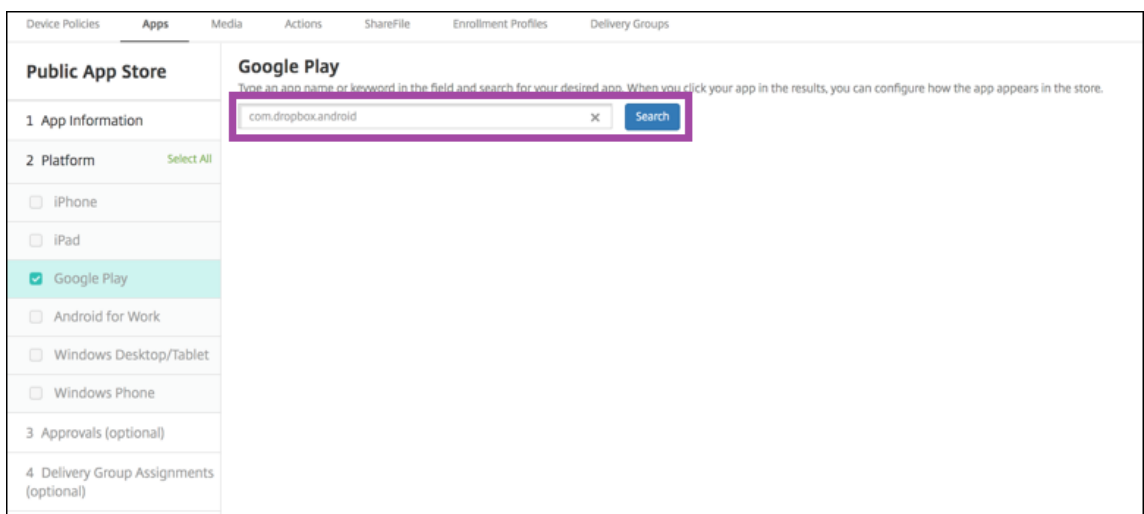 Device Policies Apps Media Actions ShareFile Enrollment Profiles Delivery Groups
Public App Store
1 App Information
2 Platform Select All
iPhone
iPad
Google Play
Android for Work
Windows Desktop/Tablet
Windows Phone
3 Approvals (optional)
4 Delivery Group Assignments
(optional)
Google Play
Type an app name or keyword in the field and search for your desired app. When you click your app in the results, you can configure how the app appears in the store.
com.dropbox.android Search